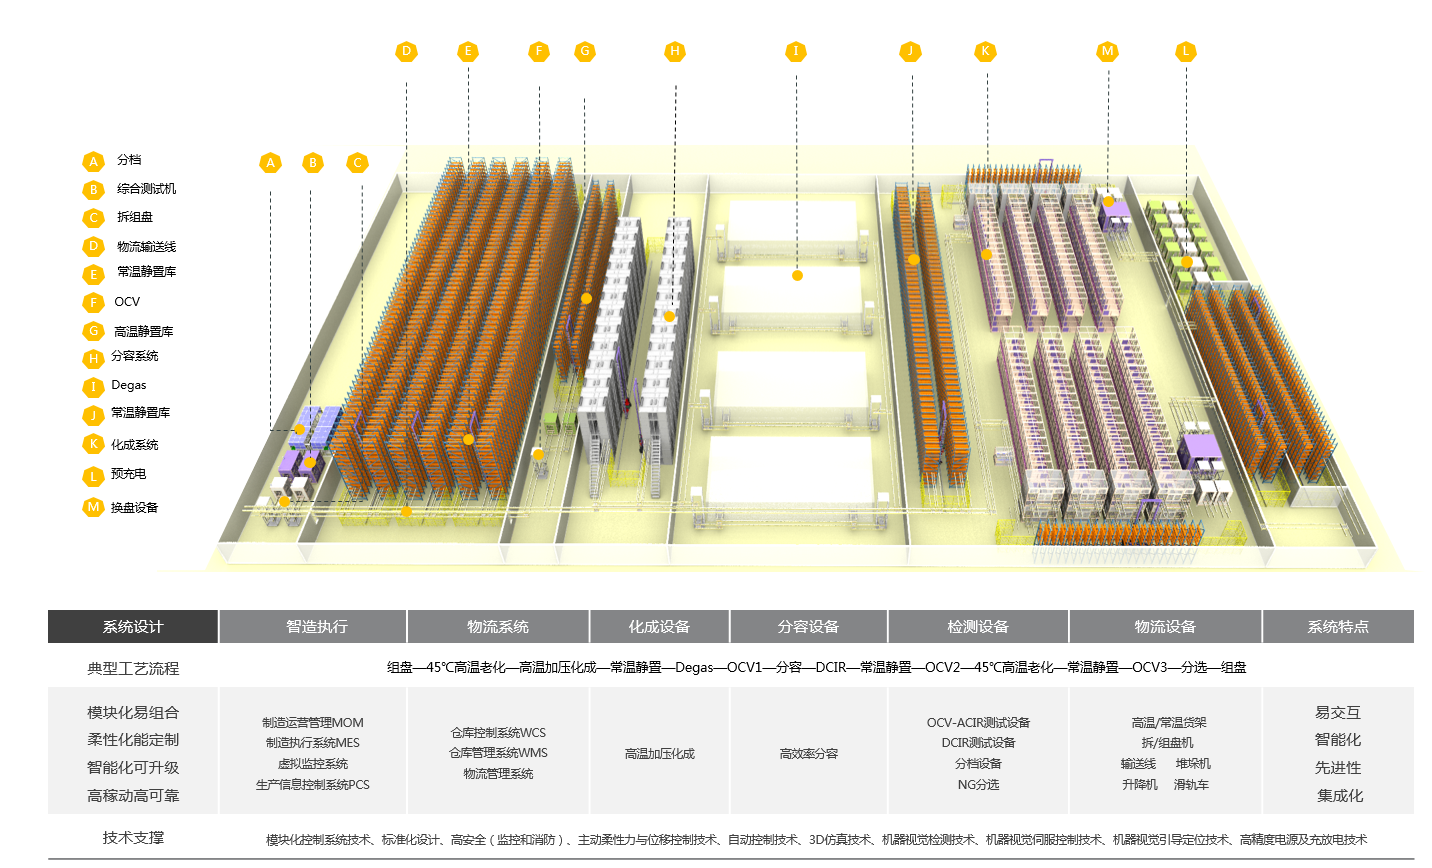 D E F G H I J K M L
A 分档
B 综合测试机
C 拆组盘
D 物流输送线
E 常温静置库
F OCV
G 高温静置库
H 分容系统
I Degas
J 常温静置库
K 化成系统
L 预充电
M 换盘设备
A B C
系统设计 智造执行 物流系统 化成设备 分容设备 检测设备 物流设备 系统特点
典型工艺流程 组盘—45℃高温老化—高温加压化成—常温静置—Degas—OCV1—分容—DCIR—常温静置—OCV2—45℃高温老化—常温静置—OCV3—分选—组盘
模块化易组合
柔性化能定制
智能化可升级
高稼动高可靠
制造运营管理MOM
制造执行系统MES
虚拟监控系统
生产信息控制系统PCS
仓库控制系统WCS
仓库管理系统WMS
物流管理系统
高温加压化成
高效率分容
OCV-ACIR测试设备
DCIR测试设备
分档设备
NG分选
高温/常温货架
拆/组盘机
输送线 堆垛机
升降机 滑轨车
易交互
智能化
先进性
集成化
技术支撑 模块化控制系统技术、标准化设计、高安全（监控和消防）、主动柔性力与位移控制技术、自动控制技术、3D仿真技术、机器视觉检测技术、机器视觉伺服控制技术、机器视觉引导定位技术、高精度电源及充放电技术